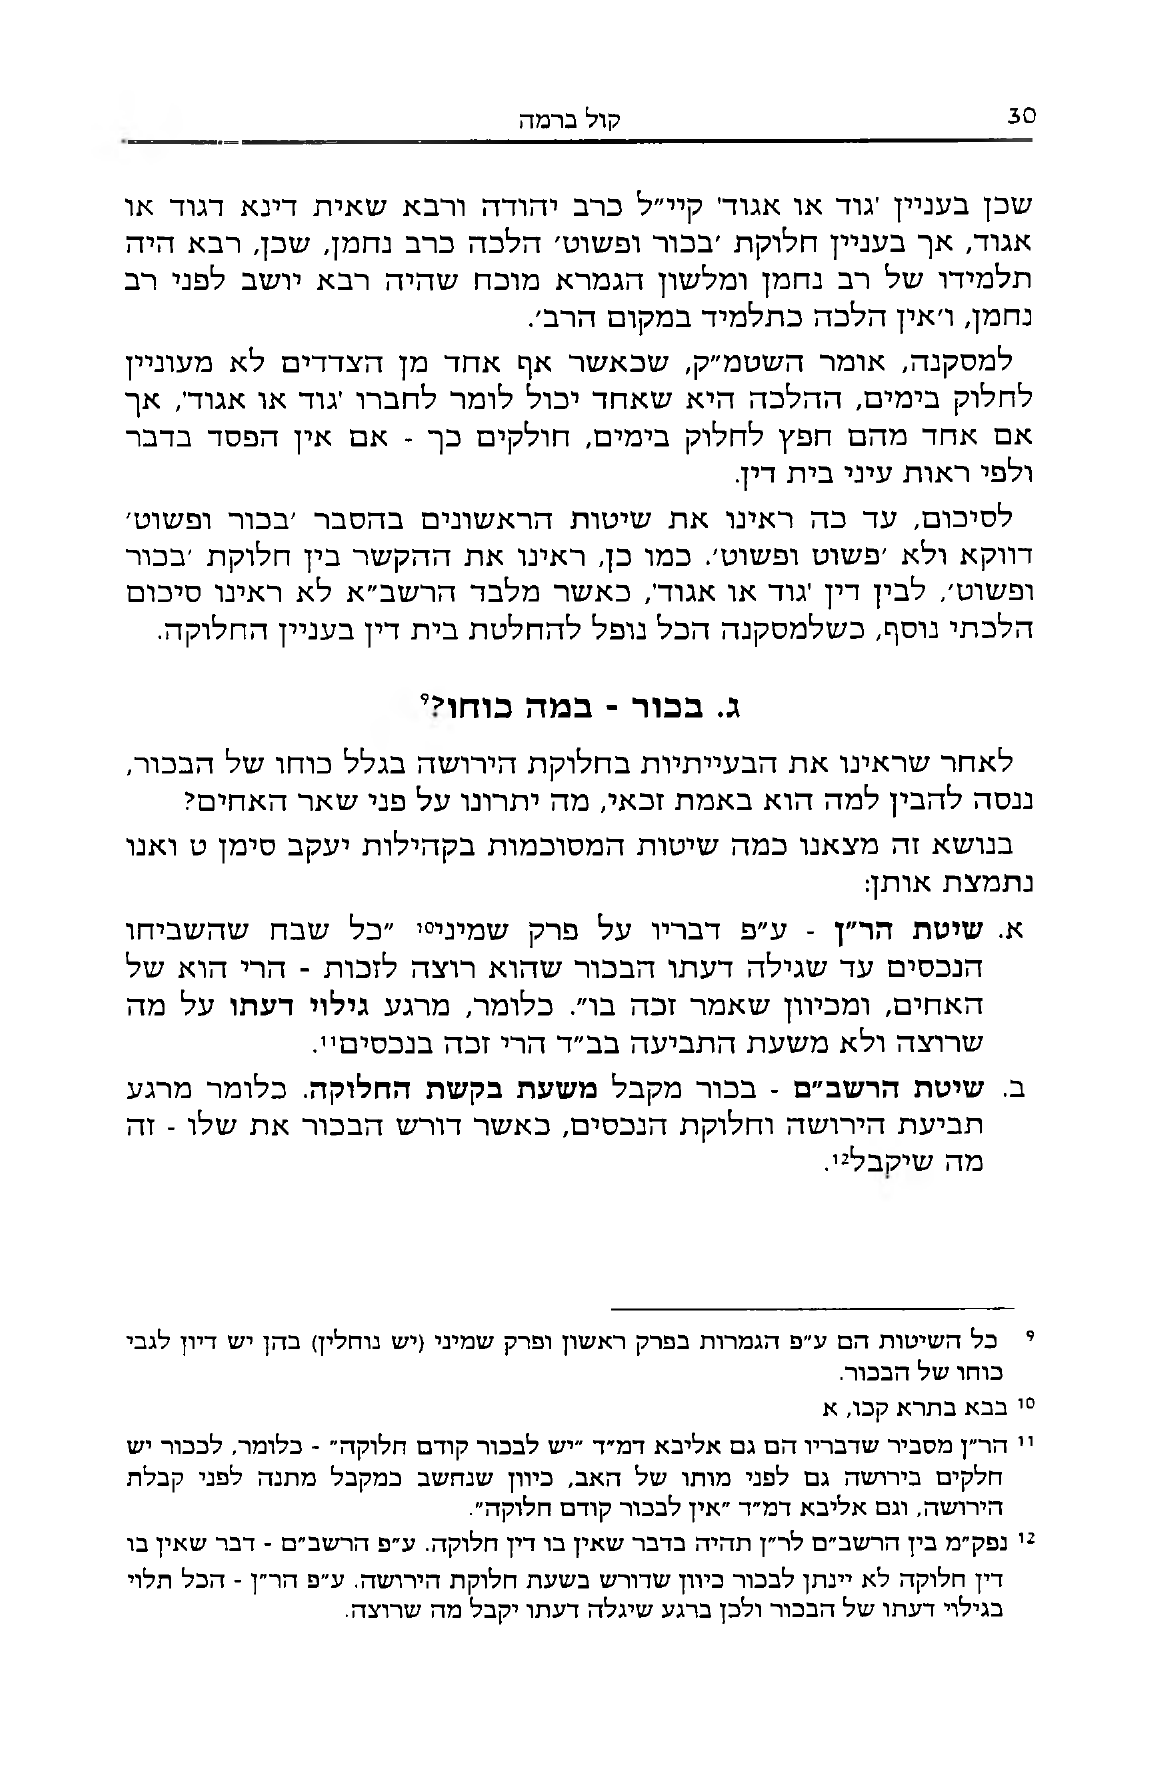 30
קול ברמה
שכן בעניין 'גוד או אגוד' קיי״ל כרב יהודה ורבא שאית דינא דגוד או
אגוד, אך בעניין חלוקת 'בכור ופשוט' הלכה כרב נחמן, שכן, רבא היה
תלמידו של רב נחמן ומלשון הגמרא מוכח שהיה רבא יושב לפני רב
נחמן, ו'אין הלכה כתלמיד במקום הרב'.
למסקנה, אומר השטמ״ק, שכאשר אף אחד מן הצדדים לא מעוניין
לחלוק בימים, ההלכה היא שאחד יכול לומר לחברו 'גוד או אגוד', אך
אם אחד מהם חפץ לחלוק בימים, חולקים כך - אם אין הפסד בדבר
ולפי ראות עיני בית דין.
לסיכום, עד כה ראינו את שיטות הראשונים בהסבר 'בכור ופשוט'
דווקא ולא 'פשוט ופשוט'. כמו כן, ראינו את ההקשר בין חלוקת 'בכור
ופשוט', לבין דין 'גוד או אגוד', כאשר מלבד הרשב״א לא ראינו סיכום
הלכתי נוסף, כשלמסקנה הכל נופל להחלטת בית דין בעניין החלוקה.
ג. בכור - במה כוחו?⁹
לאחר שראינו את הבעייתיות בחלוקת הירושה בגלל כוחו של הבכור,
ננסה להבין למה הוא באמת זכאי, מה יתרונו על פני שאר האחים?
בנושא זה מצאנו כמה שיטות המסוכמות בקהילות יעקב סימן ט ואנו
נתמצת אותן:
א. שיטת הר״ן - ע״פ דבריו על פרק שמיני¹⁰ ״כל שבח שהשביחו
הנכסים עד שגילה דעתו הבכור שהוא רוצה לזכות - הרי הוא של
האחים, ומכיוון שאמר זכה בו״. כלומר, מרגע גילוי דעתו על מה
שרוצה ולא משעת התביעה בב״ד הרי זכה בנכסים¹¹.
ב. שיטת הרשב״ם - בכור מקבל משעת בקשת החלוקה. כלומר מרגע
תביעת הירושה וחלוקת הנכסים, כאשר דורש הבכור את שלו - זה
מה שיקבל¹².
⁹ כל השיטות הם ע״פ הגמרות בפרק ראשון ופרק שמיני (יש נוחלין) בהן יש דיון לגבי
כוחו של הבכור.
¹⁰ בבא בתרא קכו, א
¹¹ הר״ן מסביר שדבריו הם גם אליבא דמ״ד ״יש לבכור קודם חלוקה״ - כלומר, לבכור יש
חלקים בירושה גם לפני מותו של האב, כיוון שנחשב כמקבל מתנה לפני קבלת
הירושה, וגם אליבא דמ״ד ״אין לבכור קודם חלוקה״.
¹² נפק״מ בין הרשב״ם לר״ן תהיה בדבר שאין בו דין חלוקה. ע״פ הרשב״ם - דבר שאין בו
דין חלוקה לא יינתן לבכור כיוון שדורש בשעת חלוקת הירושה. ע״פ הר״ן - הכל תלוי
בגילוי דעתו של הבכור ולכן ברגע שיגלה דעתו יקבל מה שרוצה.